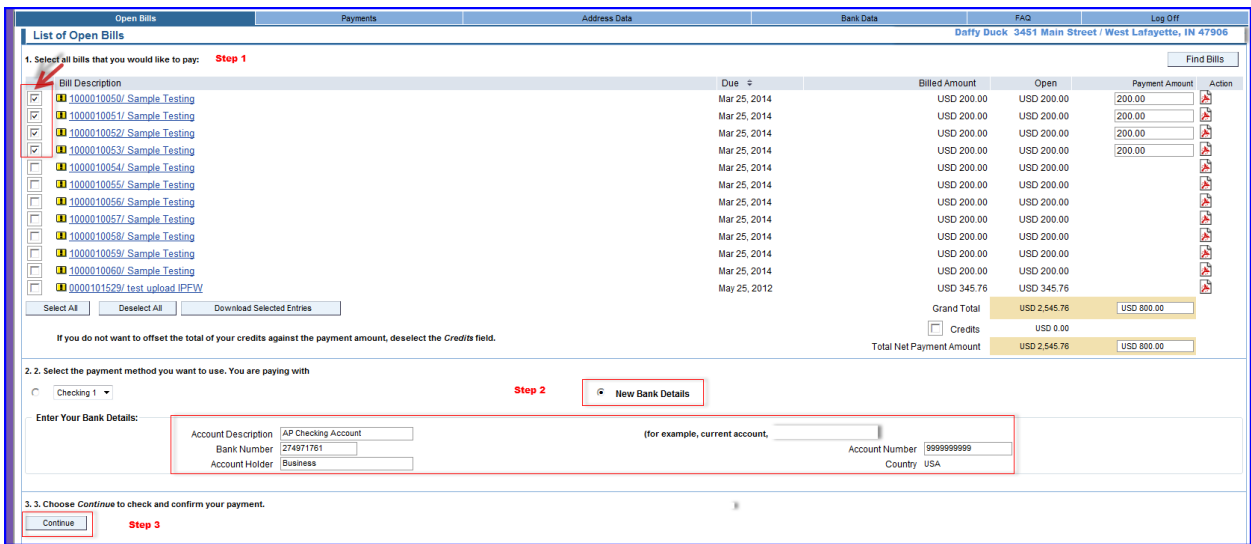 Open Bills Payments Address Data Bank Data FAQ Log Off
List of Open Bills Daffy Duck 3451 Main Street / West Lafayette, IN 47906
1. Select all bills that you would like to pay: Step 1 Find Bills
Bill Description Due Billed Amount Open Payment Amount Action
1000010050/ Sample Testing Mar 25, 2014 USD 200.00 USD 200.00 200.00
1000010051/ Sample Testing Mar 25, 2014 USD 200.00 USD 200.00 200.00
1000010052/ Sample Testing Mar 25, 2014 USD 200.00 USD 200.00 200.00
1000010053/ Sample Testing Mar 25, 2014 USD 200.00 USD 200.00 200.00
1000010054/ Sample Testing Mar 25, 2014 USD 200.00 USD 200.00
1000010055/ Sample Testing Mar 25, 2014 USD 200.00 USD 200.00
1000010056/ Sample Testing Mar 25, 2014 USD 200.00 USD 200.00
1000010057/ Sample Testing Mar 25, 2014 USD 200.00 USD 200.00
1000010058/ Sample Testing Mar 25, 2014 USD 200.00 USD 200.00
1000010059/ Sample Testing Mar 25, 2014 USD 200.00 USD 200.00
1000010060/ Sample Testing Mar 25, 2014 USD 200.00 USD 200.00
0000101529/ test upload IPFW May 25, 2012 USD 345.76 USD 345.76
Select All Deselect All Download Selected Entries Grand Total USD 2,545.76 USD 800.00
Credits USD 0.00
If you do not want to offset the total of your credits against the payment amount, deselect the Credits field.
Total Net Payment Amount USD 2,545.76 USD 800.00
2. 2. Select the payment method you want to use. You are paying with
Checking 1 Step 2 New Bank Details
Enter Your Bank Details:
Account Description AP Checking Account (for example, current account,
Bank Number 274971761 Account Number 9999999999
Account Holder Business Country USA
3. 3. Choose Continue to check and confirm your payment.
Continue Step 3